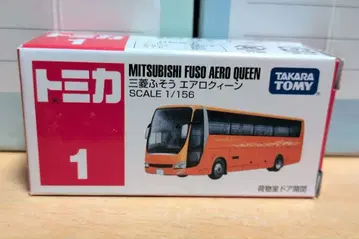 トミカ
1
MITSUBISHI FUSO AERO QUEEN
三菱ふそう エアロクィーン
SCALE 1/156
TAKARA
TOMY
荷物室ドア開閉